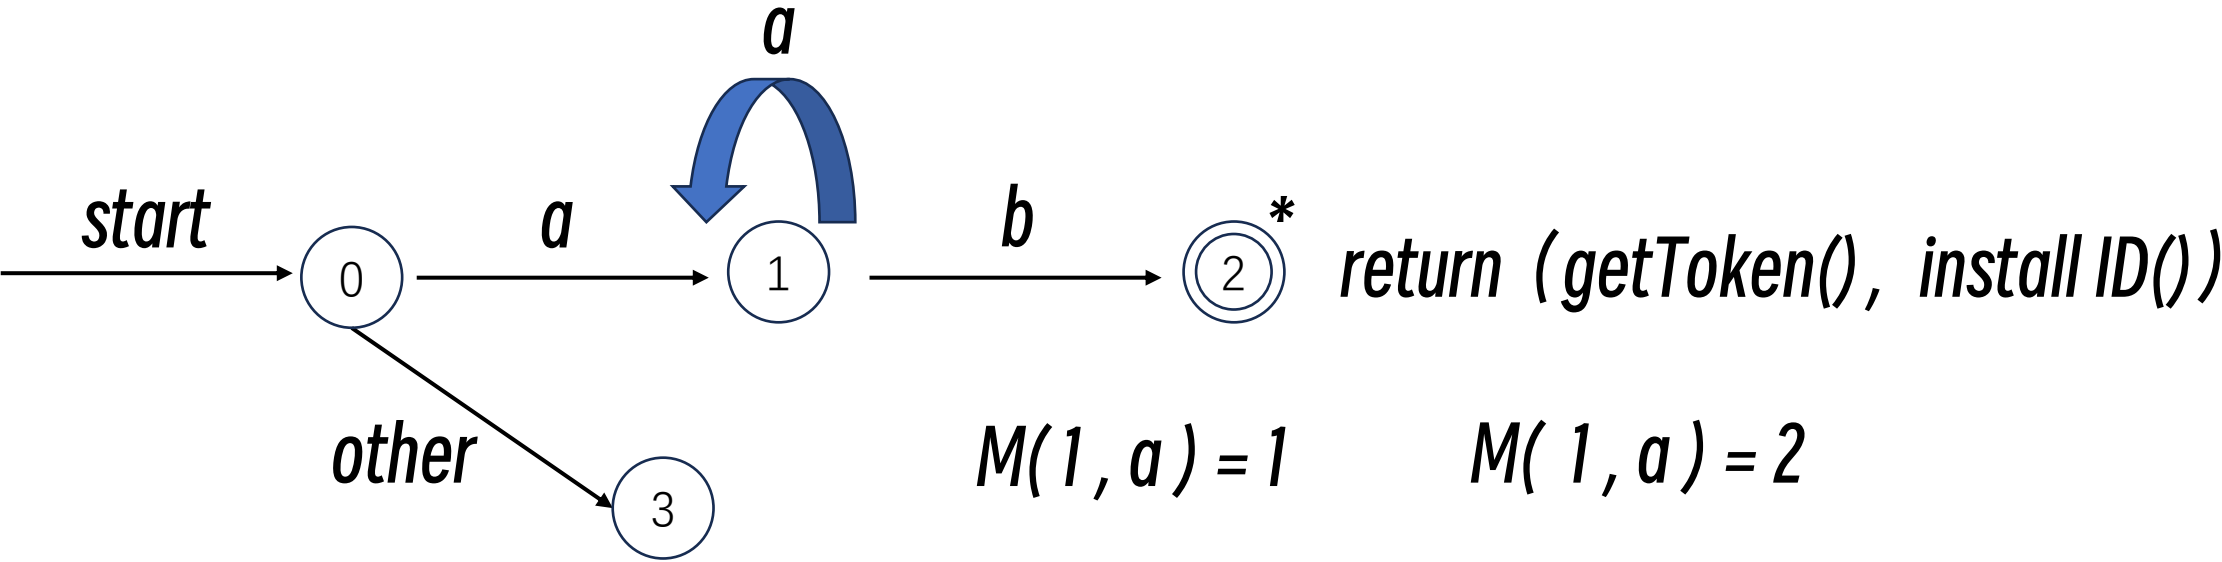 a
start
a
b
*
0
1
2
return (getToken(), install ID())
other
M(1,a)=1
M(1,a)=2
3